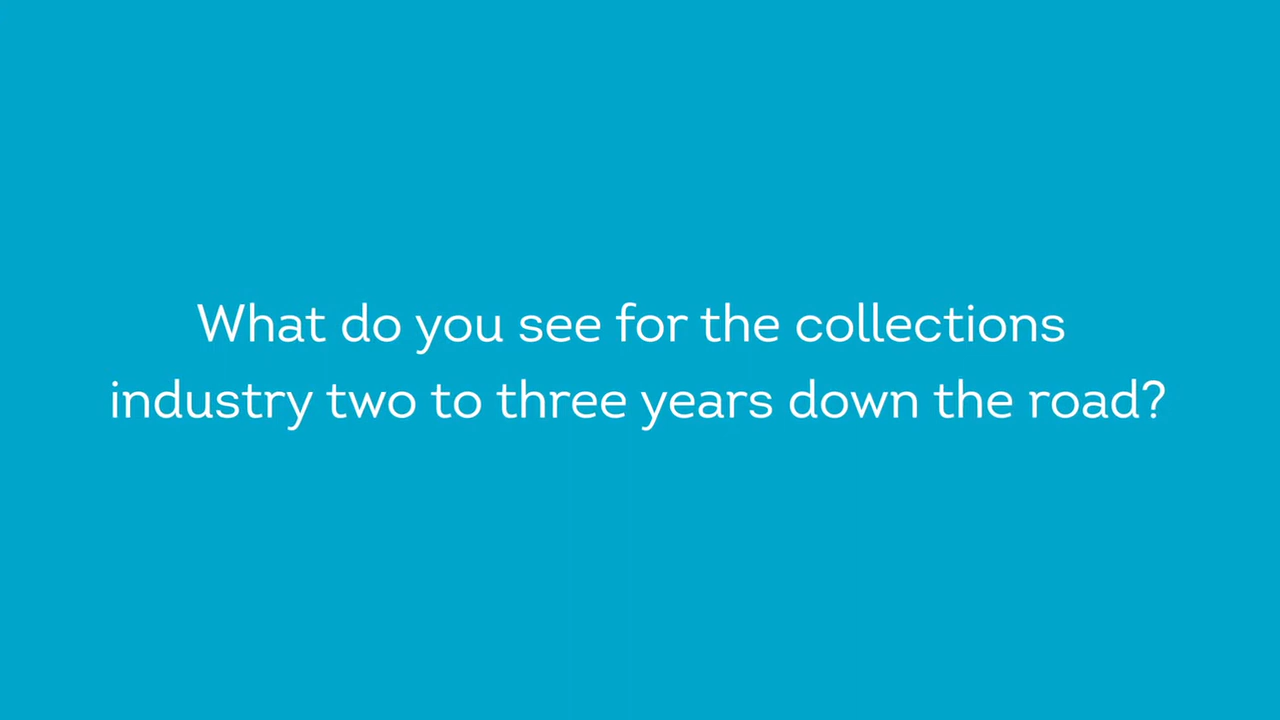 What do you see for the collections
industry two to three years down the road?